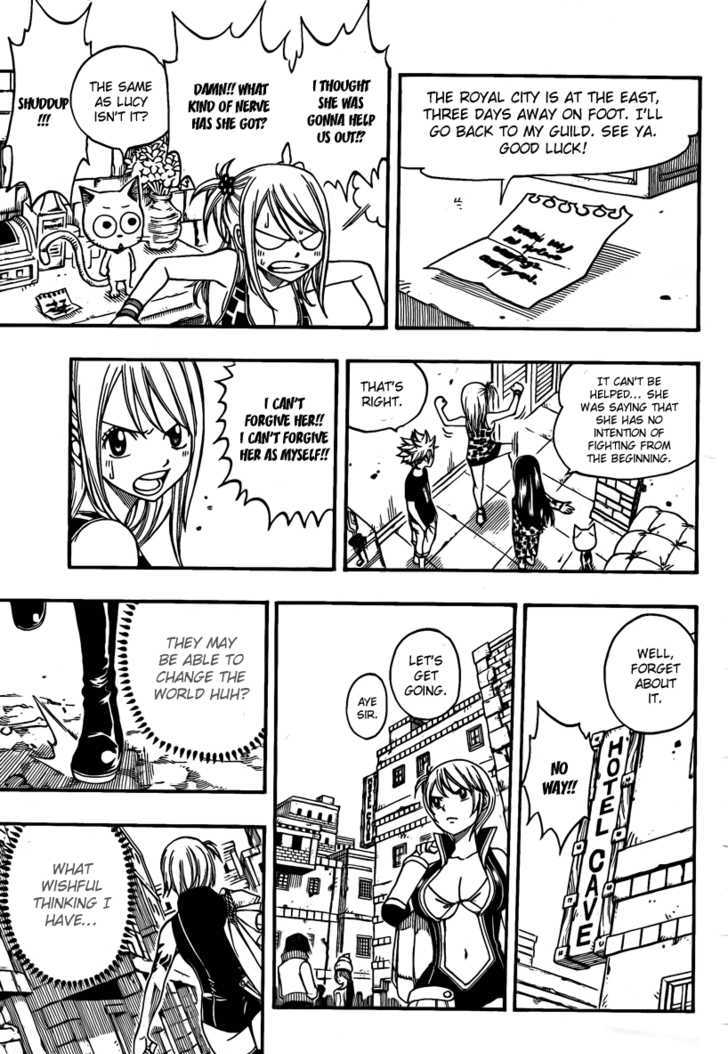 THE ROYAL CITY IS AT THE EAST,
THREE DAYS AWAY ON FOOT. I'LL
GO BACK TO MY GUILD. SEE YA.
GOOD LUCK!
I THOUGHT
SHE WAS
GONNA HELP
US OUT!?
DAMN!! WHAT
KIND OF NERVE
HAS SHE GOT?
THE SAME
AS LUCY
ISN'T IT?
SHUDDUP
!!!
IT CAN'T BE
HELPED... SHE
WAS SAYING THAT
SHE HAS NO
INTENTION OF
FIGHTING FROM
THE BEGINNING.
THAT'S
RIGHT.
I CAN'T
FORGIVE HER!!
I CAN'T FORGIVE
HER AS MYSELF!!
WELL,
FORGET
ABOUT
IT.
NO
WAY!!
HOTEL CAVE
LET'S
GET
GOING.
AYE
SIR.
THEY MAY
BE ABLE TO
CHANGE THE
WORLD HUH?
WHAT
WISHFUL
THINKING I
HAVE...